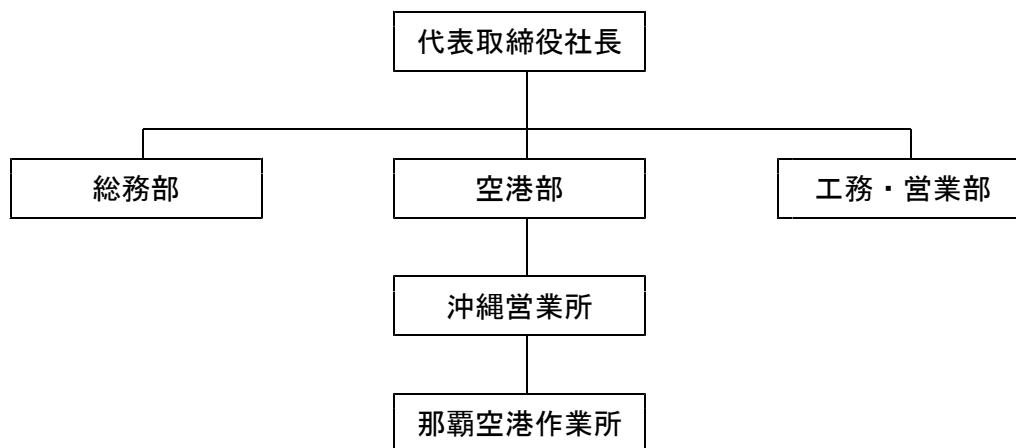 代表取締役社長
総務部
空港部
工務・営業部
沖縄営業所
那覇空港作業所